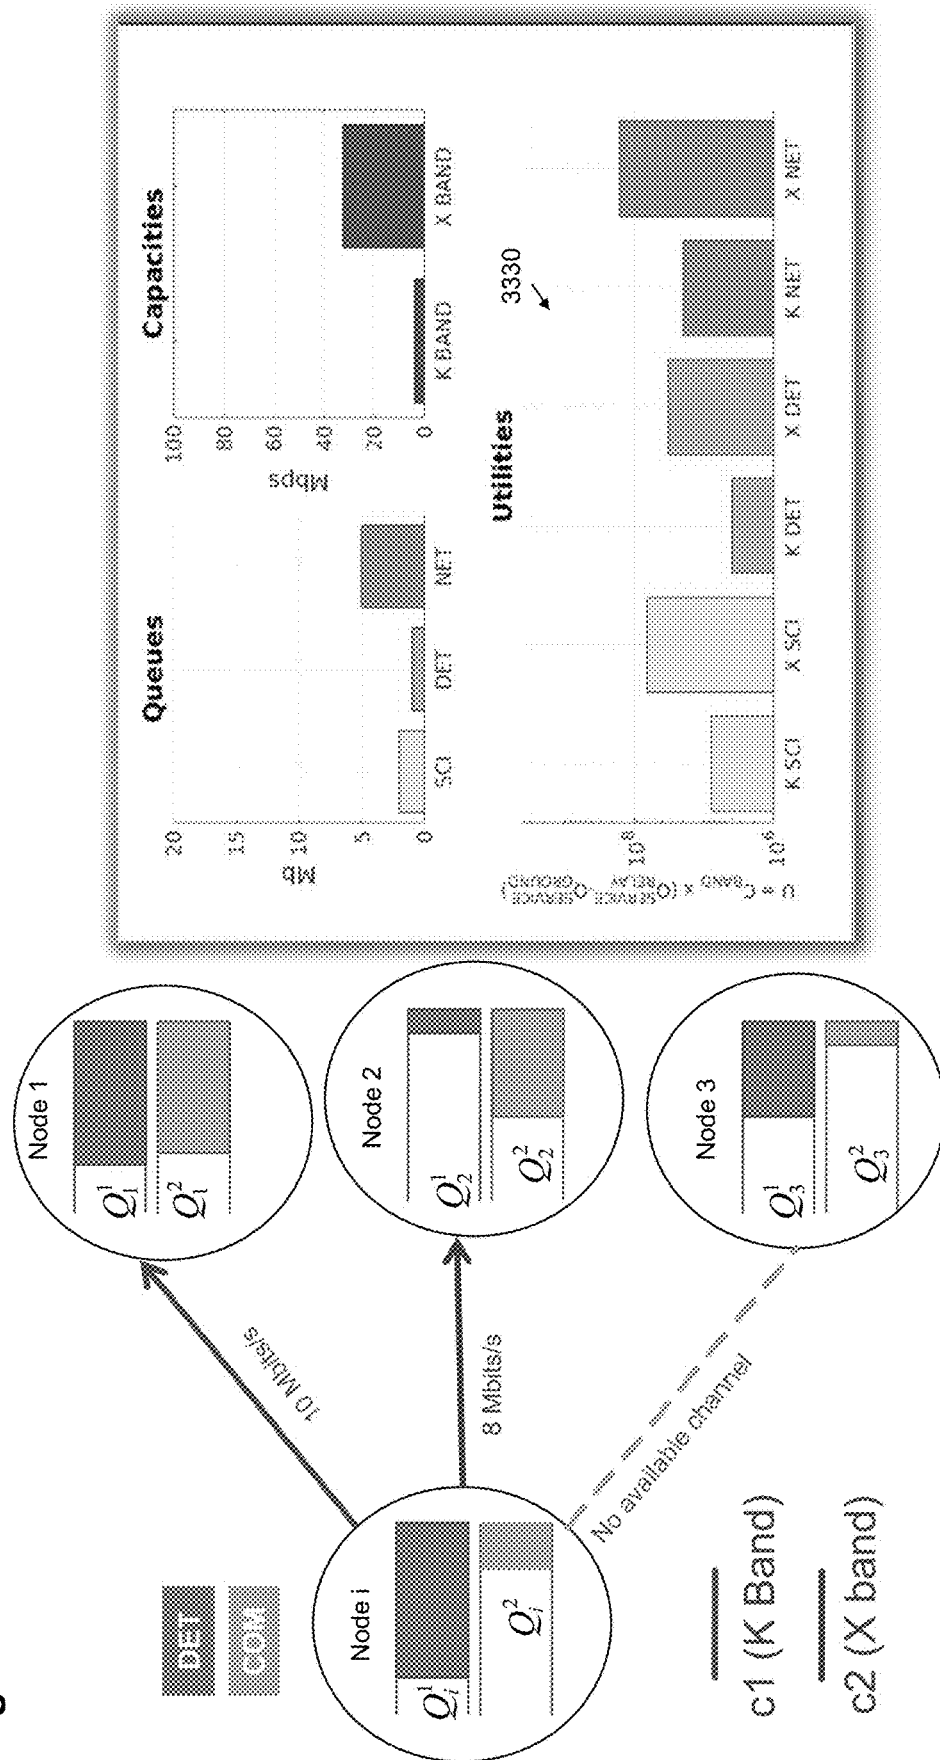 DET
COM
Node i
Q_i^1
Q_i^2
c1 (K Band)
c2 (X band)
10 Mbits/s
8 Mbits/s
No available channel
Node 1
Q_1^1
Q_1^2
Node 2
Q_2^1
Q_2^2
Node 3
Q_3^1
Q_3^2
Queues
Mb
20
15
10
5
0
SCI
DET
NET
Capacities
Mbps
100
80
60
40
20
0
K BAND
X BAND
Utilities
3330
U = C_BAND x (Q^SERVICE_RELAY - Q^SERVICE_GROUND)
10^8
10^6
K SCI
X SCI
K DET
X DET
K NET
X NET